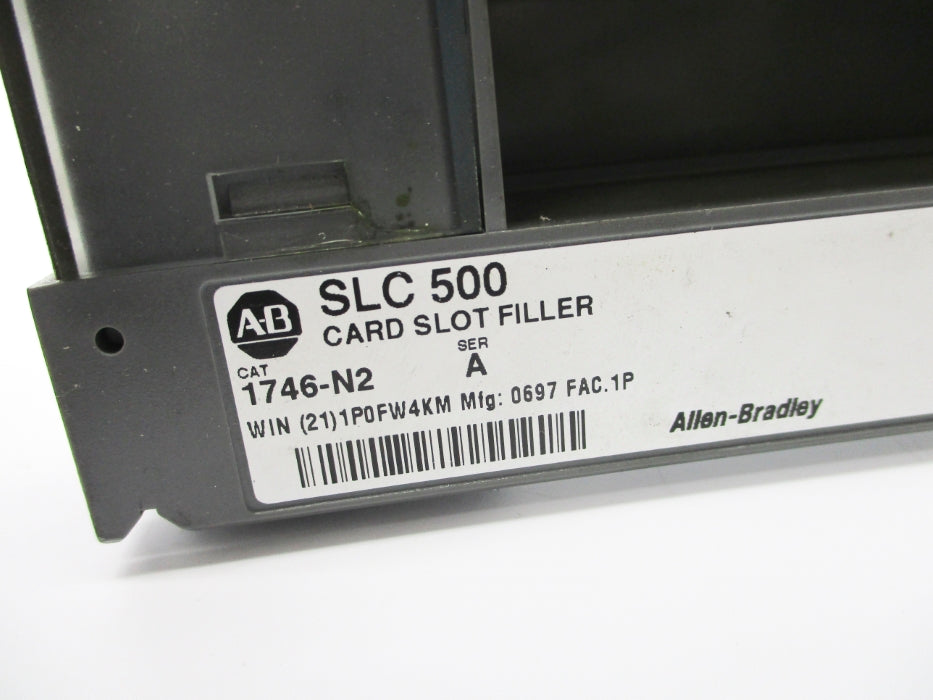 A-B
SLC 500
CARD SLOT FILLER
CAT
SER
1746-N2
A
WIN (21)1P0FW4KM Mfg: 0697 FAC.1P
Allen-Bradley